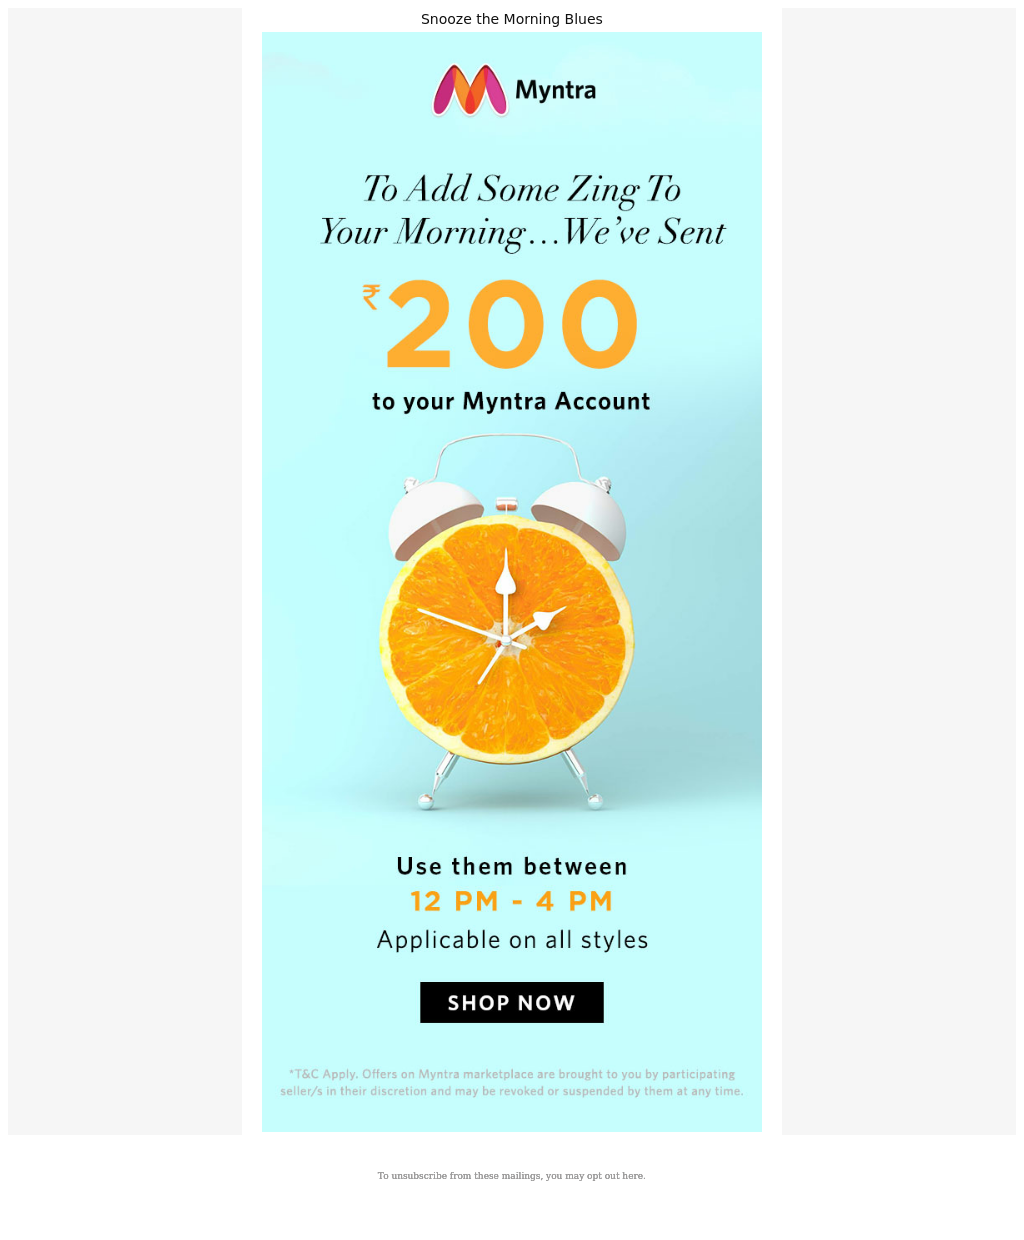 Snooze the Morning Blues
Myntra
To Add Some Zing To
Your Morning...We've Sent
₹200
to your Myntra Account
Use them between
12 PM - 4 PM
Applicable on all styles
SHOP NOW
*T&C Apply. Offers on Myntra marketplace are brought to you by participating
seller/s in their discretion and may be revoked or suspended by them at any time.
To unsubscribe from these mailings, you may opt out here.